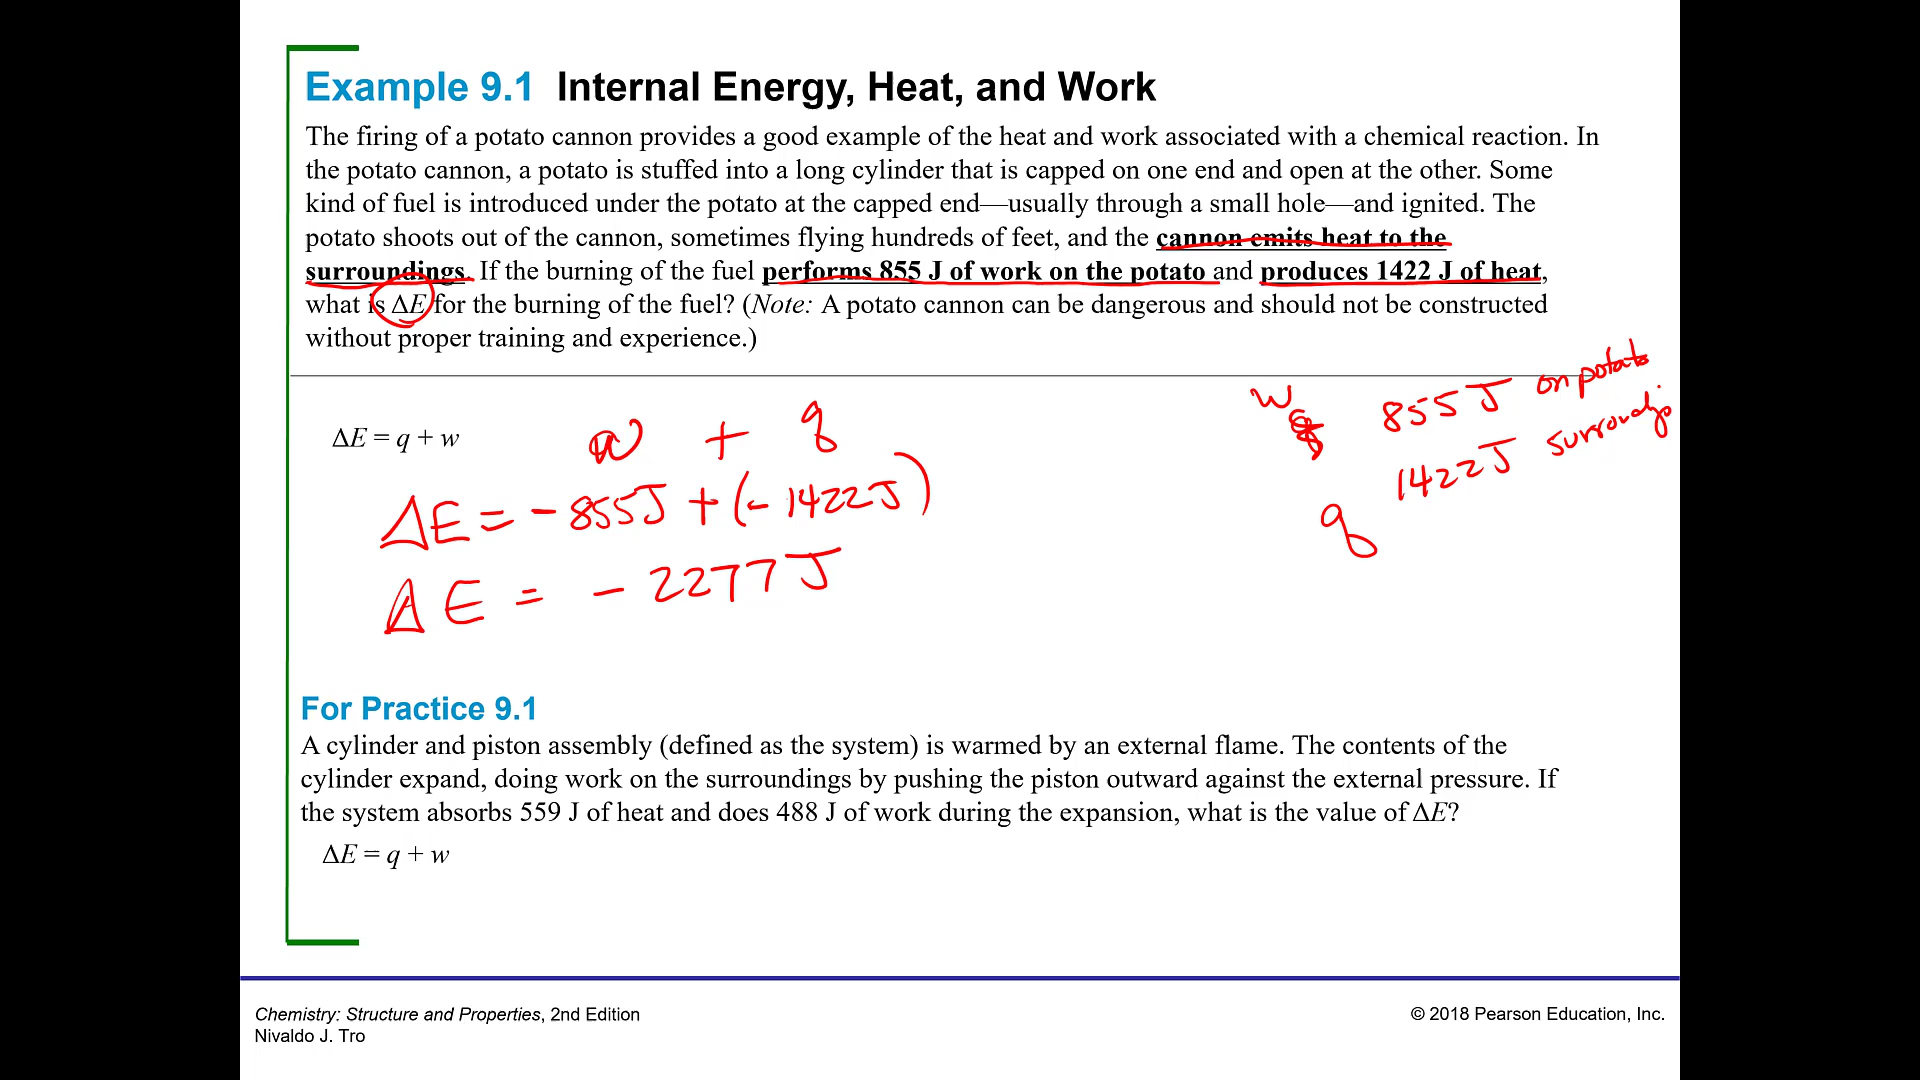 Example 9.1 Internal Energy, Heat, and Work
The firing of a potato cannon provides a good example of the heat and work associated with a chemical reaction. In
the potato cannon, a potato is stuffed into a long cylinder that is capped on one end and open at the other. Some
kind of fuel is introduced under the potato at the capped end—usually through a small hole—and ignited. The
potato shoots out of the cannon, sometimes flying hundreds of feet, and the cannon emits heat to the
surroundings. If the burning of the fuel performs 855 J of work on the potato and produces 1422 J of heat,
what is ΔE for the burning of the fuel? (Note: A potato cannon can be dangerous and should not be constructed
without proper training and experience.)
w 855 J on potato
1422 J
q
ΔE = q + w
w + q
ΔE = -855J + (- 1422J)
ΔE = - 2277 J
For Practice 9.1
A cylinder and piston assembly (defined as the system) is warmed by an external flame. The contents of the
cylinder expand, doing work on the surroundings by pushing the piston outward against the external pressure. If
the system absorbs 559 J of heat and does 488 J of work during the expansion, what is the value of ΔE?
ΔE = q + w
Chemistry: Structure and Properties, 2nd Edition
Nivaldo J. Tro
© 2018 Pearson Education, Inc.